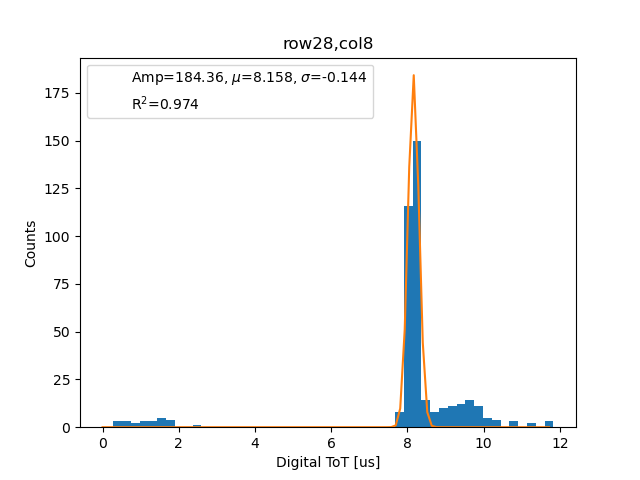 row28,col8
Amp=184.36, μ=8.158, σ=-0.144
R²=0.974
Counts
175
150
125
100
75
50
25
0
0 2 4 6 8 10 12
Digital ToT [us]